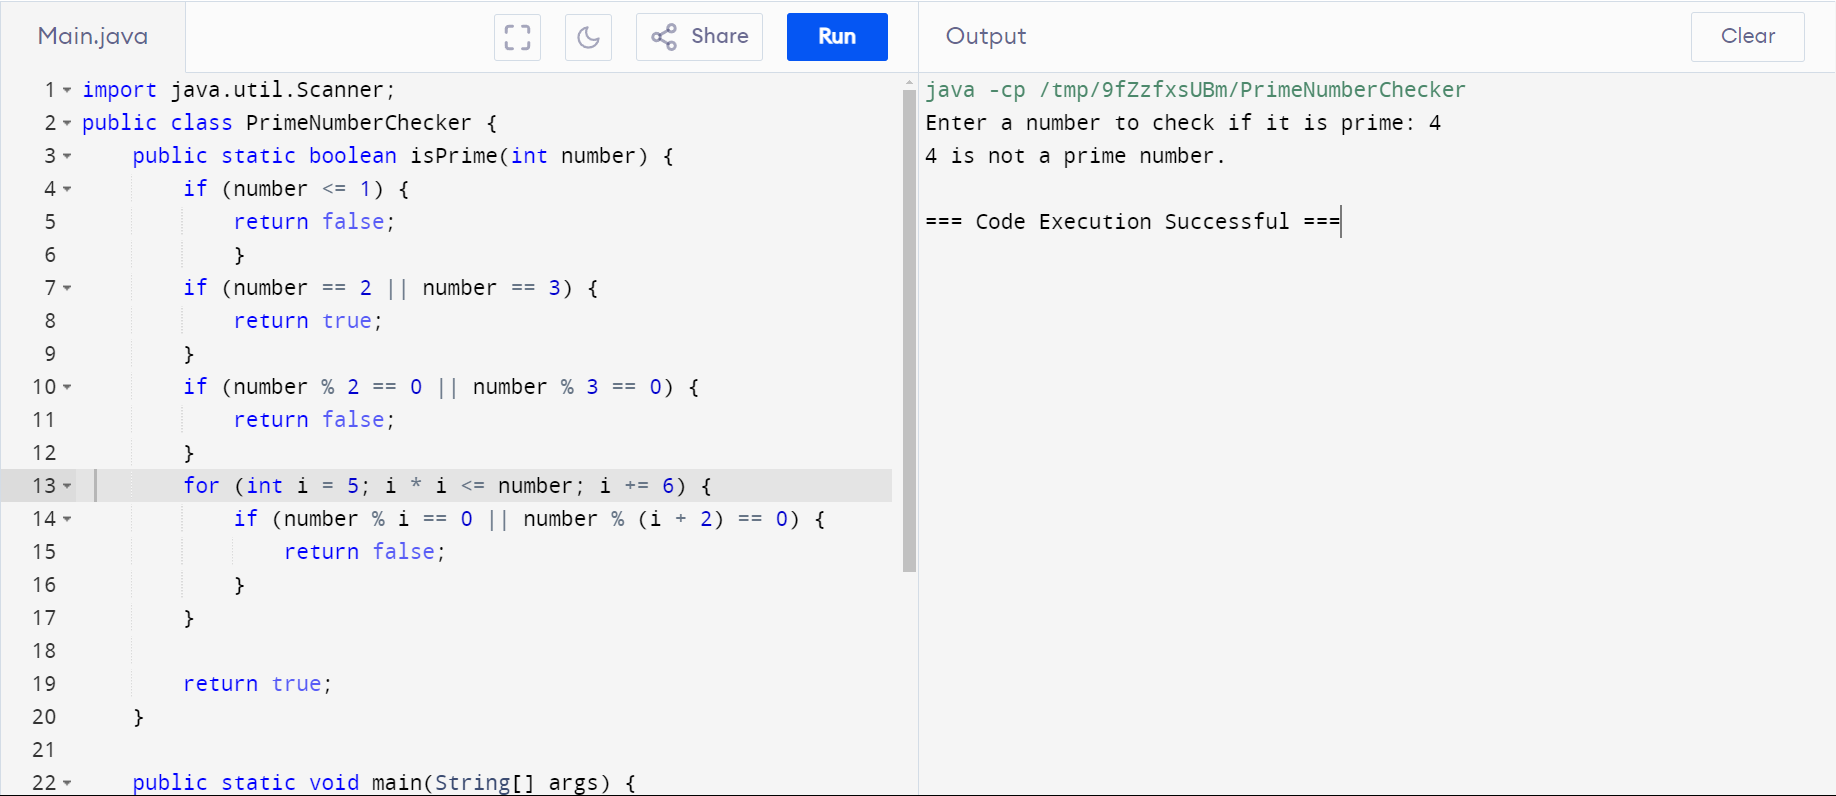 Main.java
Share
Run
Output
Clear
1 import java.util.Scanner;
2 public class PrimeNumberChecker {
3     public static boolean isPrime(int number) {
4         if (number <= 1) {
5             return false;
6             }
7         if (number == 2 || number == 3) {
8             return true;
9         }
10         if (number % 2 == 0 || number % 3 == 0) {
11             return false;
12         }
13         for (int i = 5; i * i <= number; i += 6) {
14             if (number % i == 0 || number % (i + 2) == 0) {
15                 return false;
16             }
17         }
18
19         return true;
20     }
21
22     public static void main(String[] args) {
java -cp /tmp/9fZzfxsUBm/PrimeNumberChecker
Enter a number to check if it is prime: 4
4 is not a prime number.
=== Code Execution Successful ===